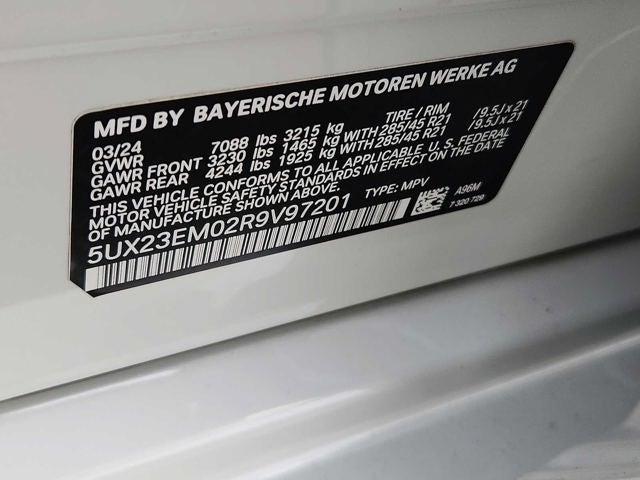 MFD BY BAYERISCHE MOTOREN WERKE AG
03/24 TIRE / RIM
GVWR 7088 lbs 3215 kg
GAWR FRONT 3230 lbs 1465 kg WITH 285/45 R21 / 9.5J x 21
GAWR REAR 4244 lbs 1925 kg WITH 285/45 R21 / 9.5J x 21
THIS VEHICLE CONFORMS TO ALL APPLICABLE U. S. FEDERAL
MOTOR VEHICLE SAFETY STANDARDS IN EFFECT ON THE DATE
OF MANUFACTURE SHOWN ABOVE.
5UX23EM02R9V97201 TYPE: MPV A96M
7 320 729